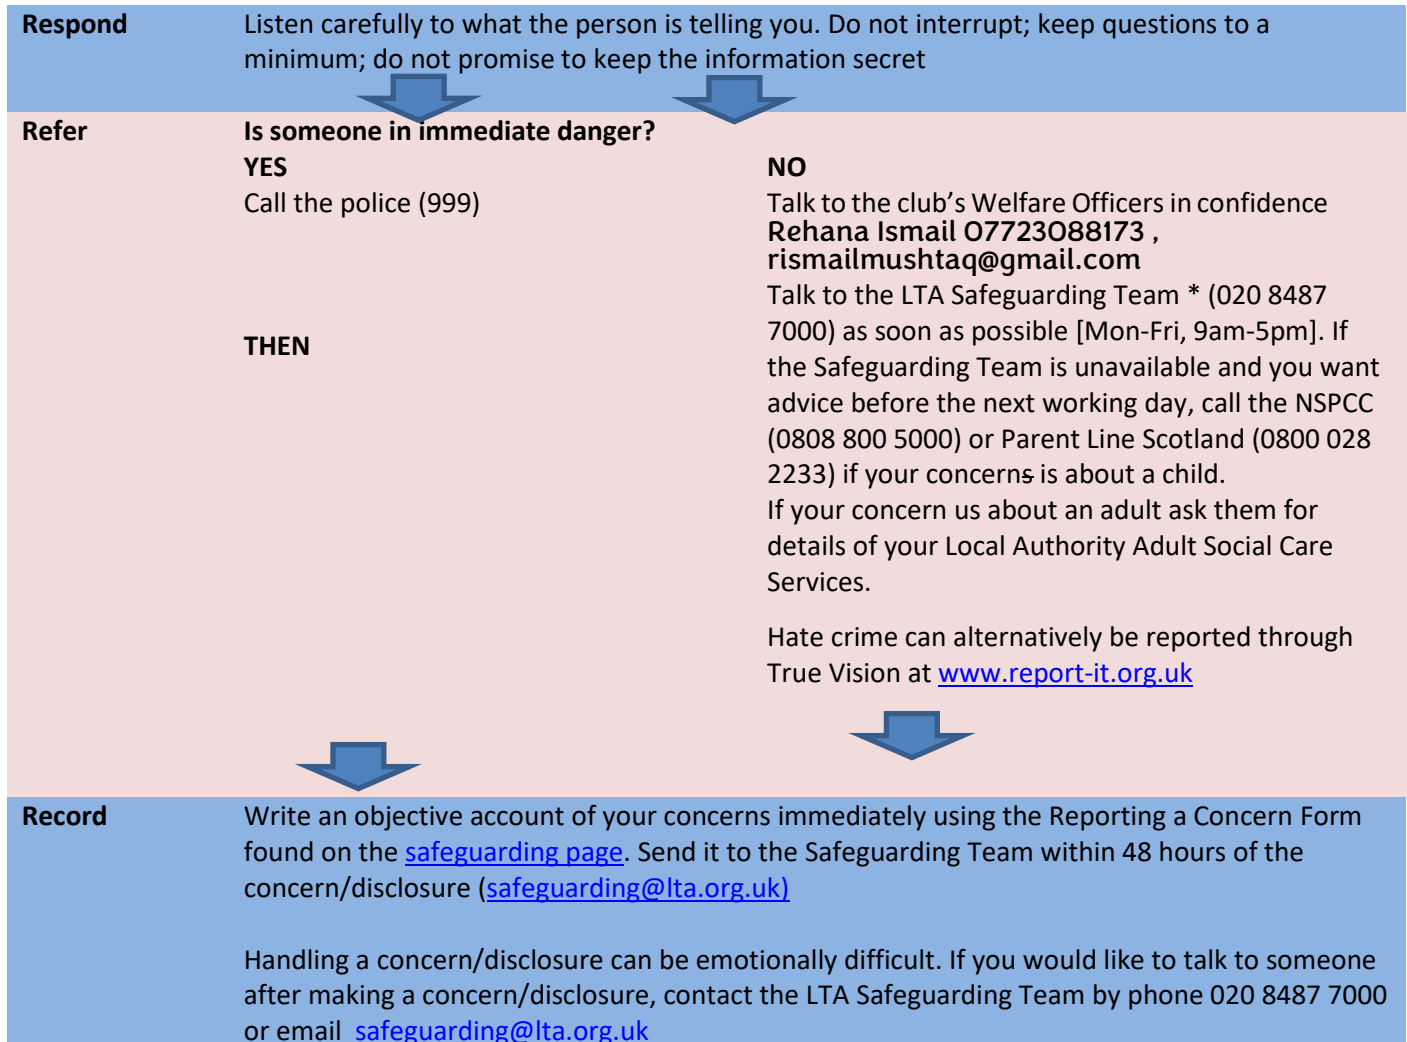 Respond
Listen carefully to what the person is telling you. Do not interrupt; keep questions to a
minimum; do not promise to keep the information secret
Refer
Is someone in immediate danger?
YES
Call the police (999)
THEN
NO
Talk to the club’s Welfare Officers in confidence
Rehana Ismail 07723088173 ,
rismailmushtaq@gmail.com
Talk to the LTA Safeguarding Team * (020 8487
7000) as soon as possible [Mon-Fri, 9am-5pm]. If
the Safeguarding Team is unavailable and you want
advice before the next working day, call the NSPCC
(0808 800 5000) or Parent Line Scotland (0800 028
2233) if your concerns is about a child.
If your concern us about an adult ask them for
details of your Local Authority Adult Social Care
Services.
Hate crime can alternatively be reported through
True Vision at www.report-it.org.uk
Record
Write an objective account of your concerns immediately using the Reporting a Concern Form
found on the safeguarding page. Send it to the Safeguarding Team within 48 hours of the
concern/disclosure (safeguarding@lta.org.uk)
Handling a concern/disclosure can be emotionally difficult. If you would like to talk to someone
after making a concern/disclosure, contact the LTA Safeguarding Team by phone 020 8487 7000
or email safeguarding@lta.org.uk